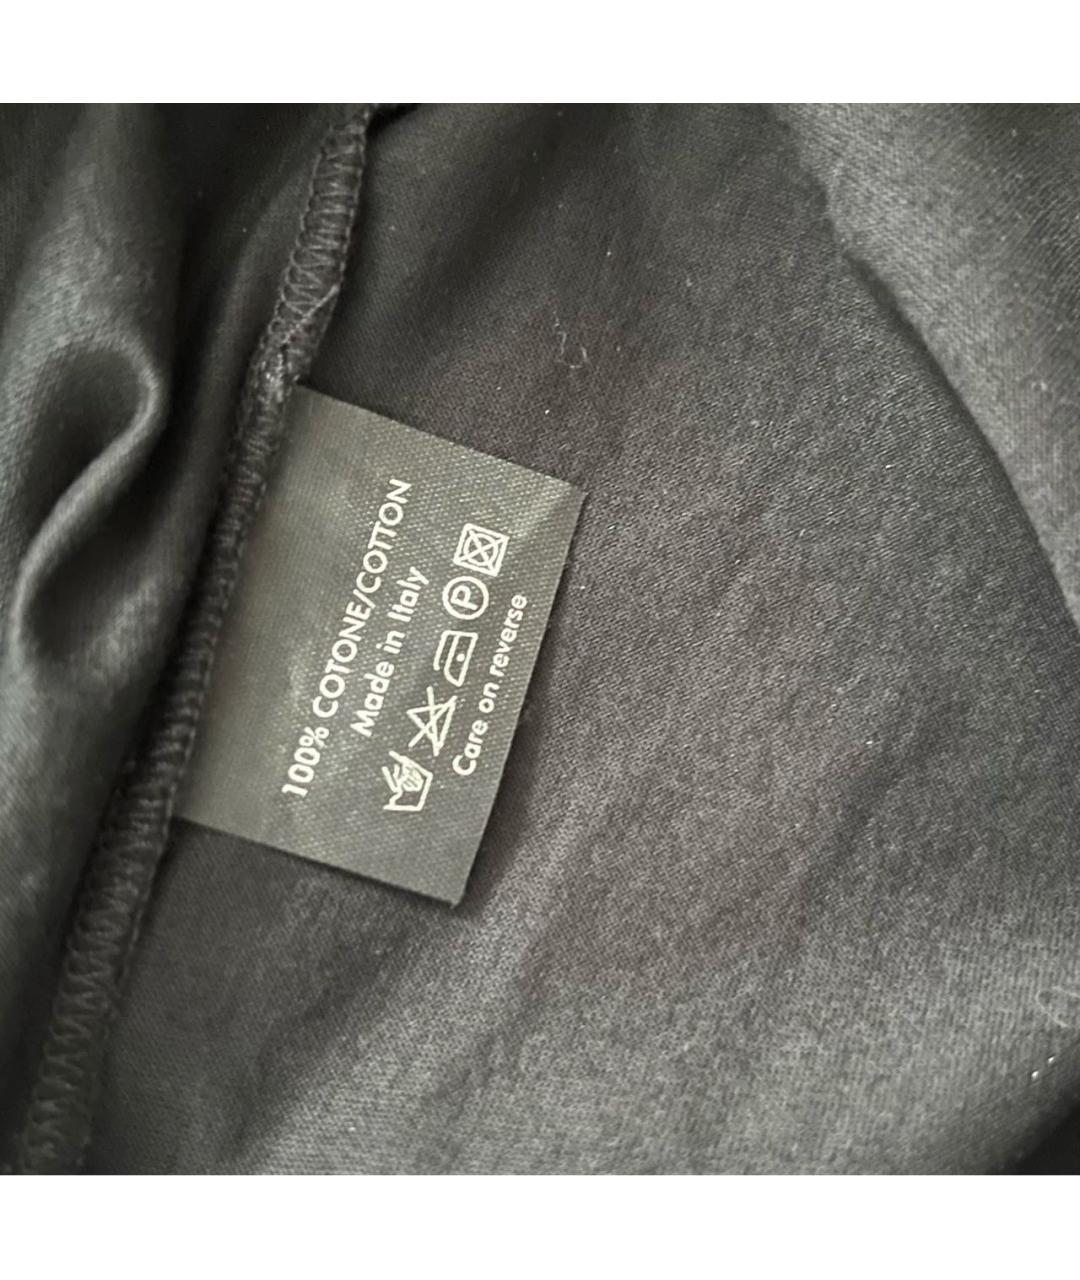 100% COTONE/COTTON
Made in Italy
P
Care on reverse